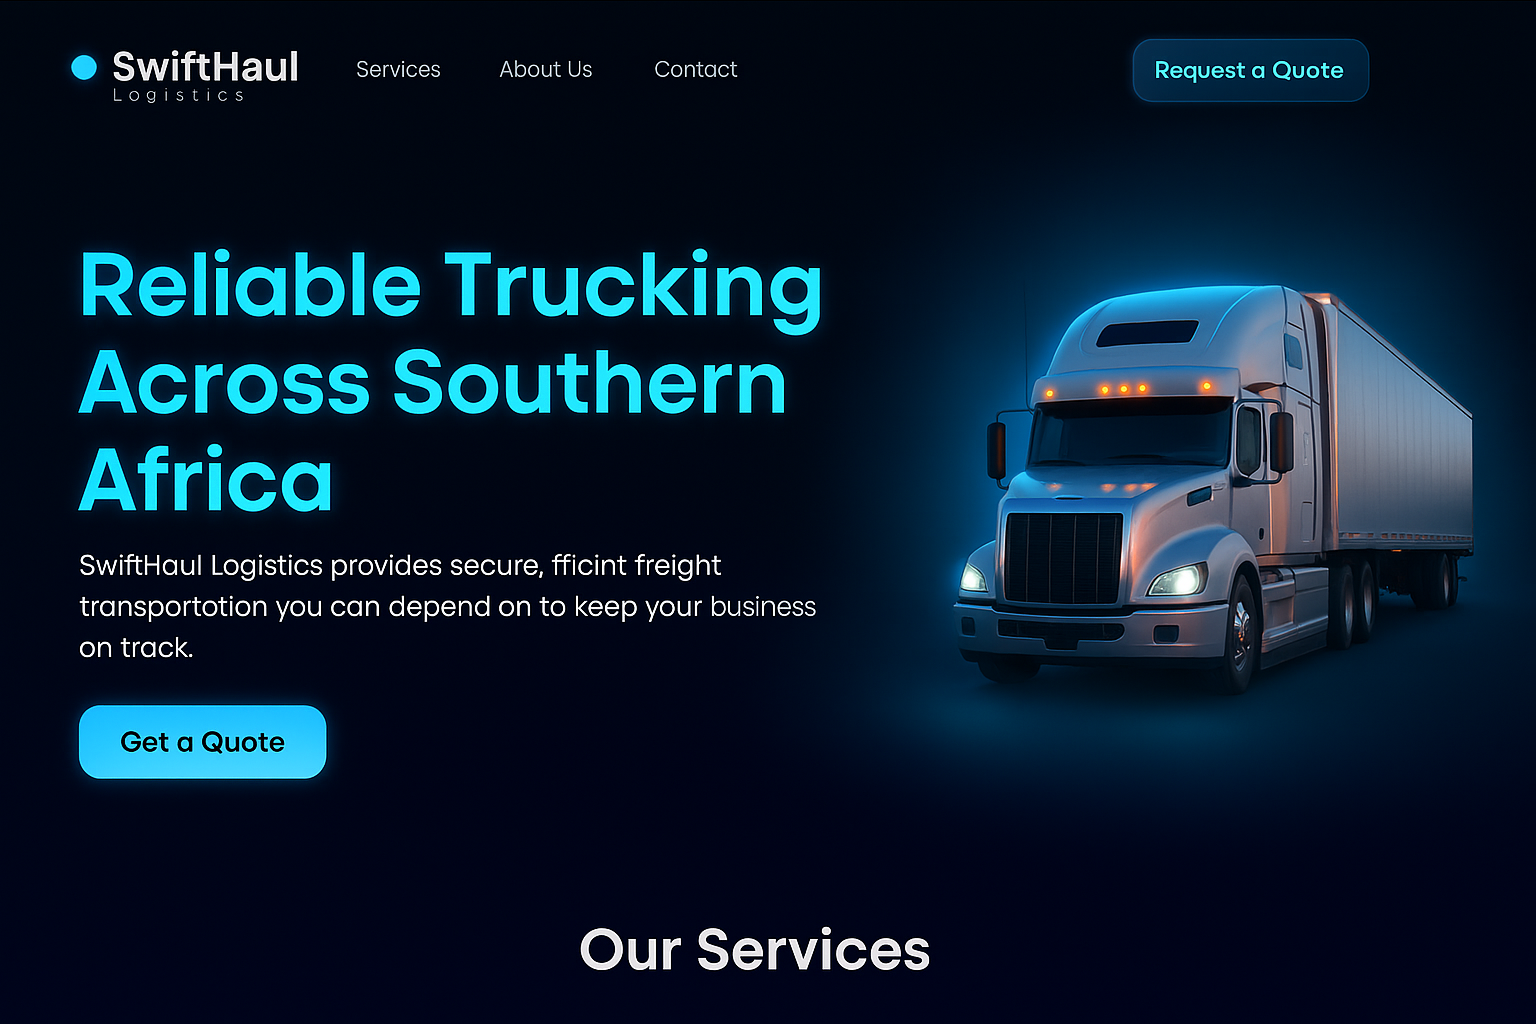 SwiftHaul
Logistics
Services
About Us
Contact
Request a Quote
Reliable Trucking
Across Southern
Africa
SwiftHaul Logistics provides secure, fficint freight
transportotion you can depend on to keep your business
on track.
Get a Quote
Our Services